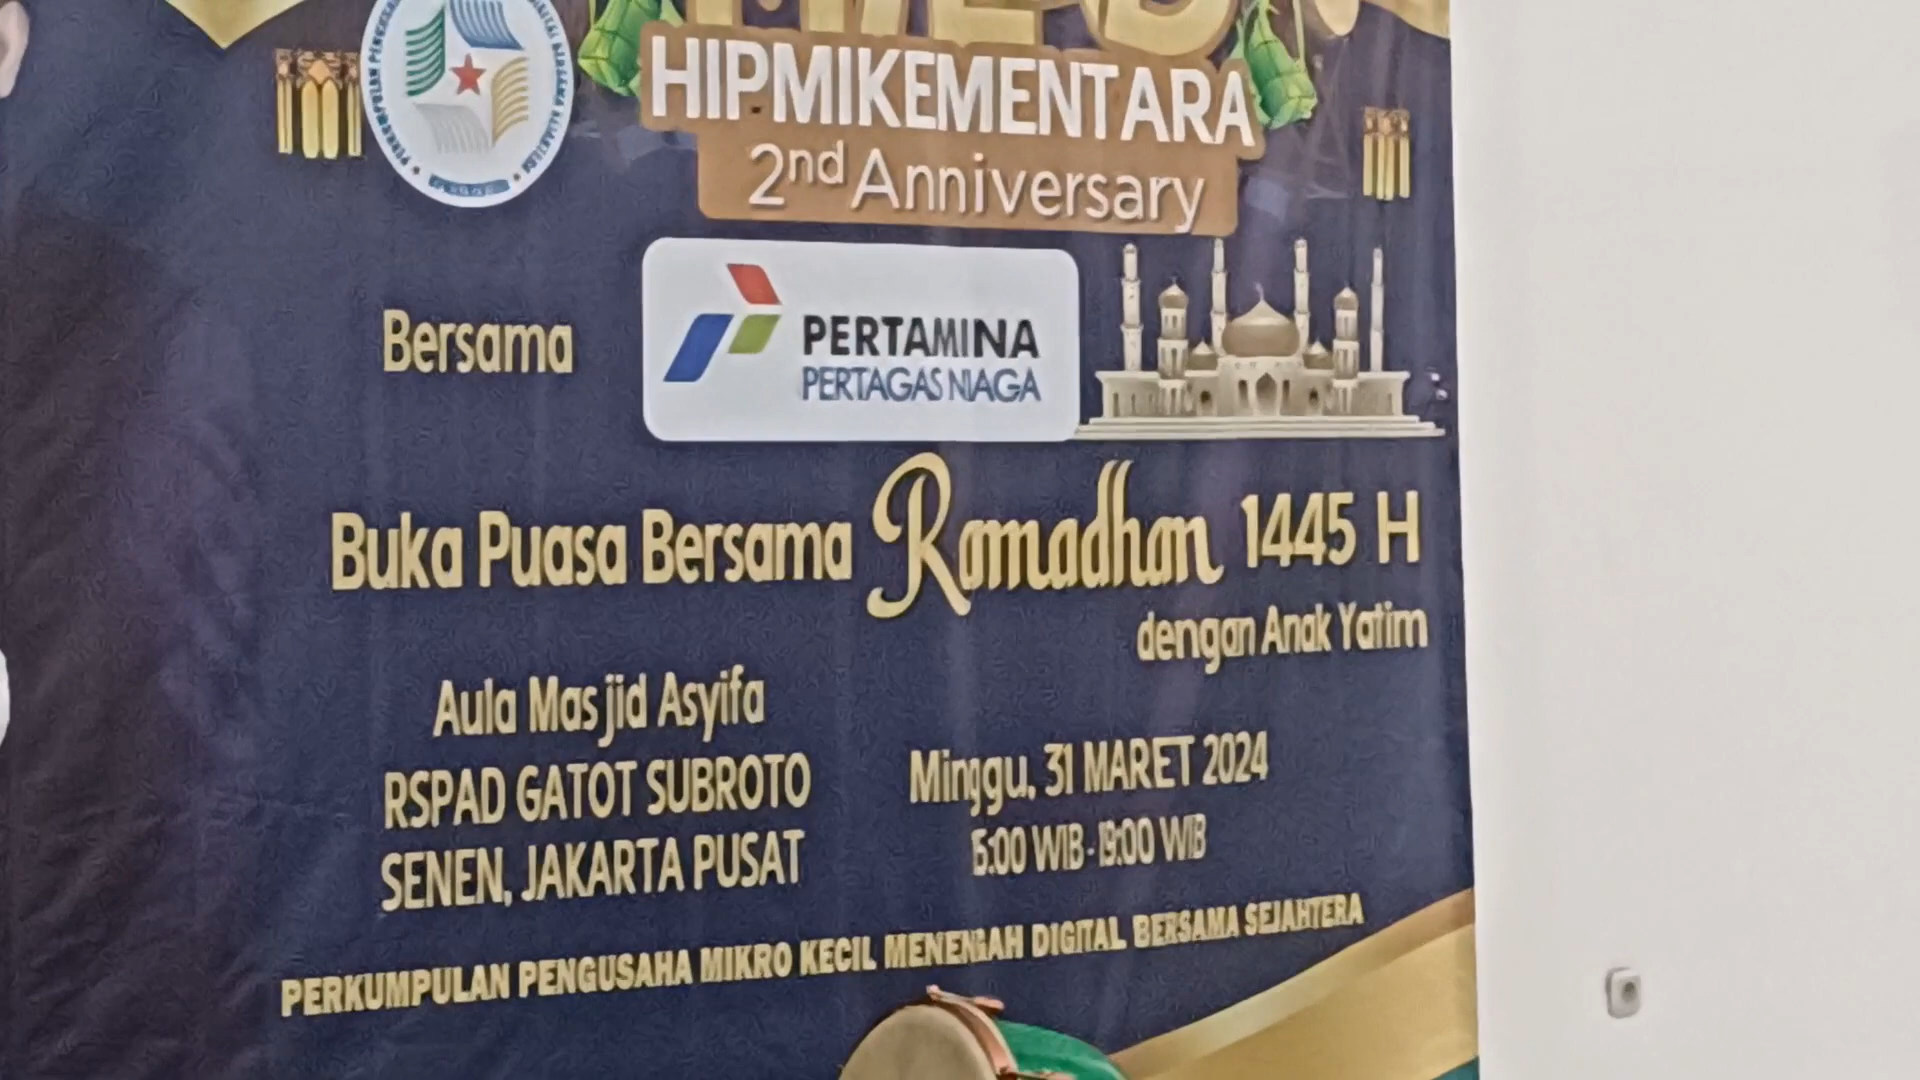 HIPMIKEMENTARA
2nd Anniversary
Bersama
PERTAMINA
PERTAGAS NIAGA
Buka Puasa Bersama Ramadhan 1445 H
dengan Anak Yatim
Aula Masjid Asyifa
RSPAD GATOT SUBROTO
SENEN, JAKARTA PUSAT
Minggu, 31 MARET 2024
15:00 WIB - 19:00 WIB
PERKUMPULAN PENGUSAHA MIKRO KECIL MENENGAH DIGITAL BERSAMA SEJAHTERA